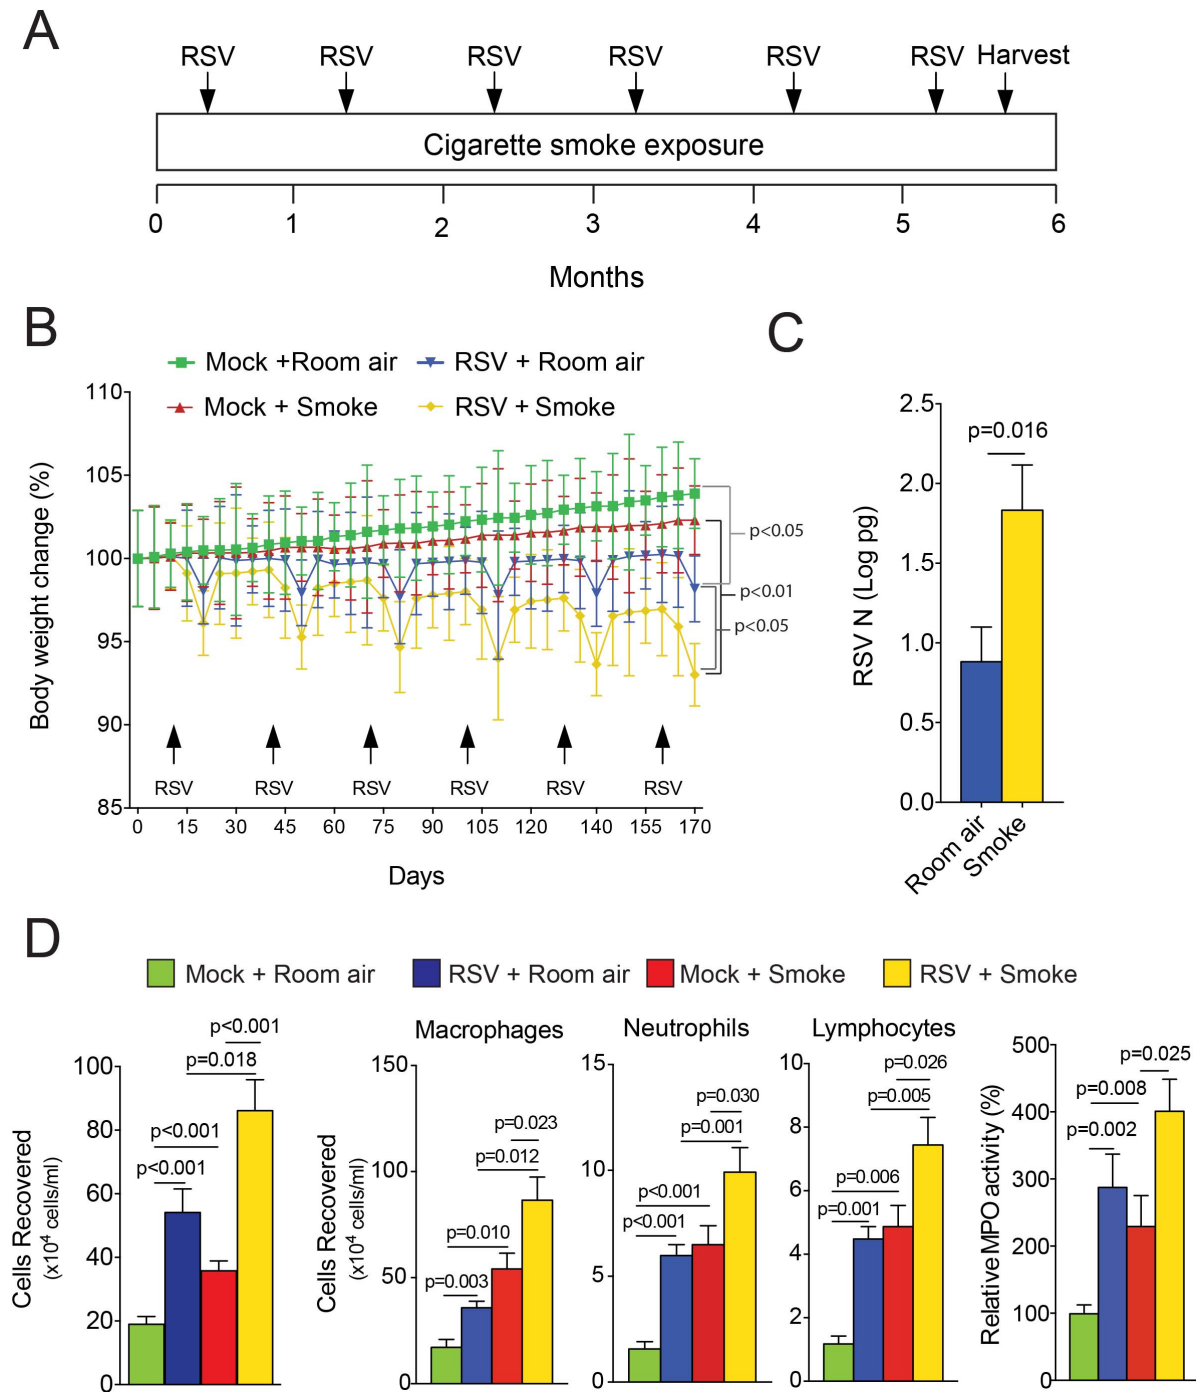 A
RSV RSV RSV RSV RSV RSV Harvest
Cigarette smoke exposure
0 1 2 3 4 5 6
Months
B
Mock +Room air RSV + Room air
Mock + Smoke RSV + Smoke
Body weight change (%)
110
105
100
95
90
85
p<0.05
p<0.01
p<0.05
RSV RSV RSV RSV RSV RSV
0 15 30 45 60 75 90 105 120 140 155 170
Days
C
RSV N (Log pg)
2.5
2.0
1.5
1.0
0.5
0.0
p=0.016
Room air
Smoke
D
Mock + Room air RSV + Room air Mock + Smoke RSV + Smoke
Cells Recovered
(x10⁴ cells/ml)
100
80
60
40
20
0
p<0.001
p=0.018
p<0.001
p<0.001
Macrophages
Cells Recovered
(x10⁴ cells/ml)
150
100
50
0
p=0.023
p=0.012
p=0.010
p=0.003
Neutrophils
15
10
5
0
p=0.030
p=0.001
p<0.001
p<0.001
Lymphocytes
10
8
6
4
2
0
p=0.026
p=0.005
p=0.006
p=0.001
Relative MPO activity (%)
500
400
300
200
100
0
p=0.025
p=0.008
p=0.002